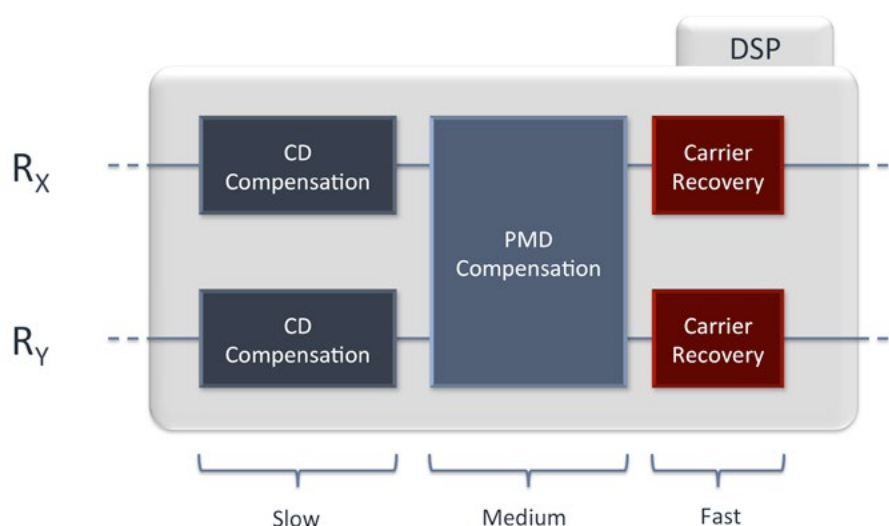 DSP
R_X
CD
Compensation
PMD
Compensation
Carrier
Recovery
R_Y
CD
Compensation
Carrier
Recovery
Slow
Medium
Fast